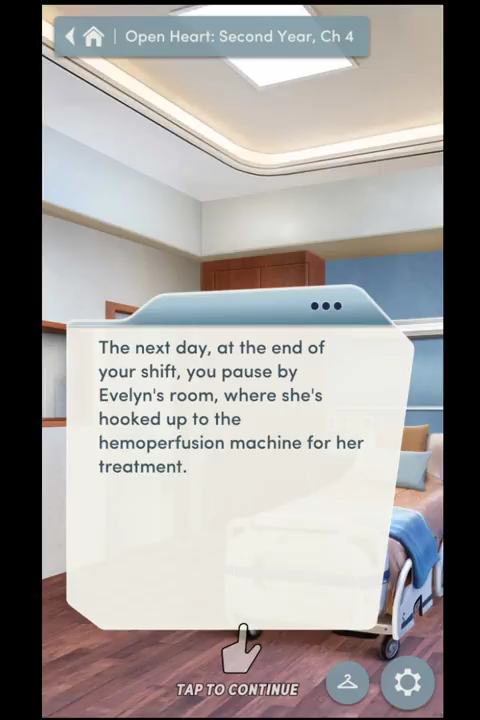 Open Heart: Second Year, Ch 4
The next day, at the end of
your shift, you pause by
Evelyn's room, where she's
hooked up to the
hemoperfusion machine for her
treatment.
TAP TO CONTINUE